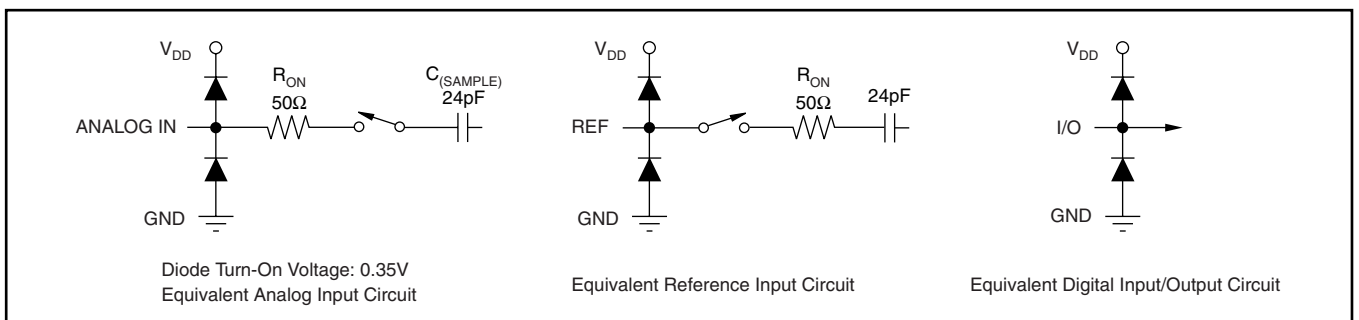 V_DD
R_ON
50Ω
C_(SAMPLE)
24pF
ANALOG IN
GND
Diode Turn-On Voltage: 0.35V
Equivalent Analog Input Circuit
V_DD
R_ON
50Ω
24pF
REF
GND
Equivalent Reference Input Circuit
V_DD
I/O
GND
Equivalent Digital Input/Output Circuit